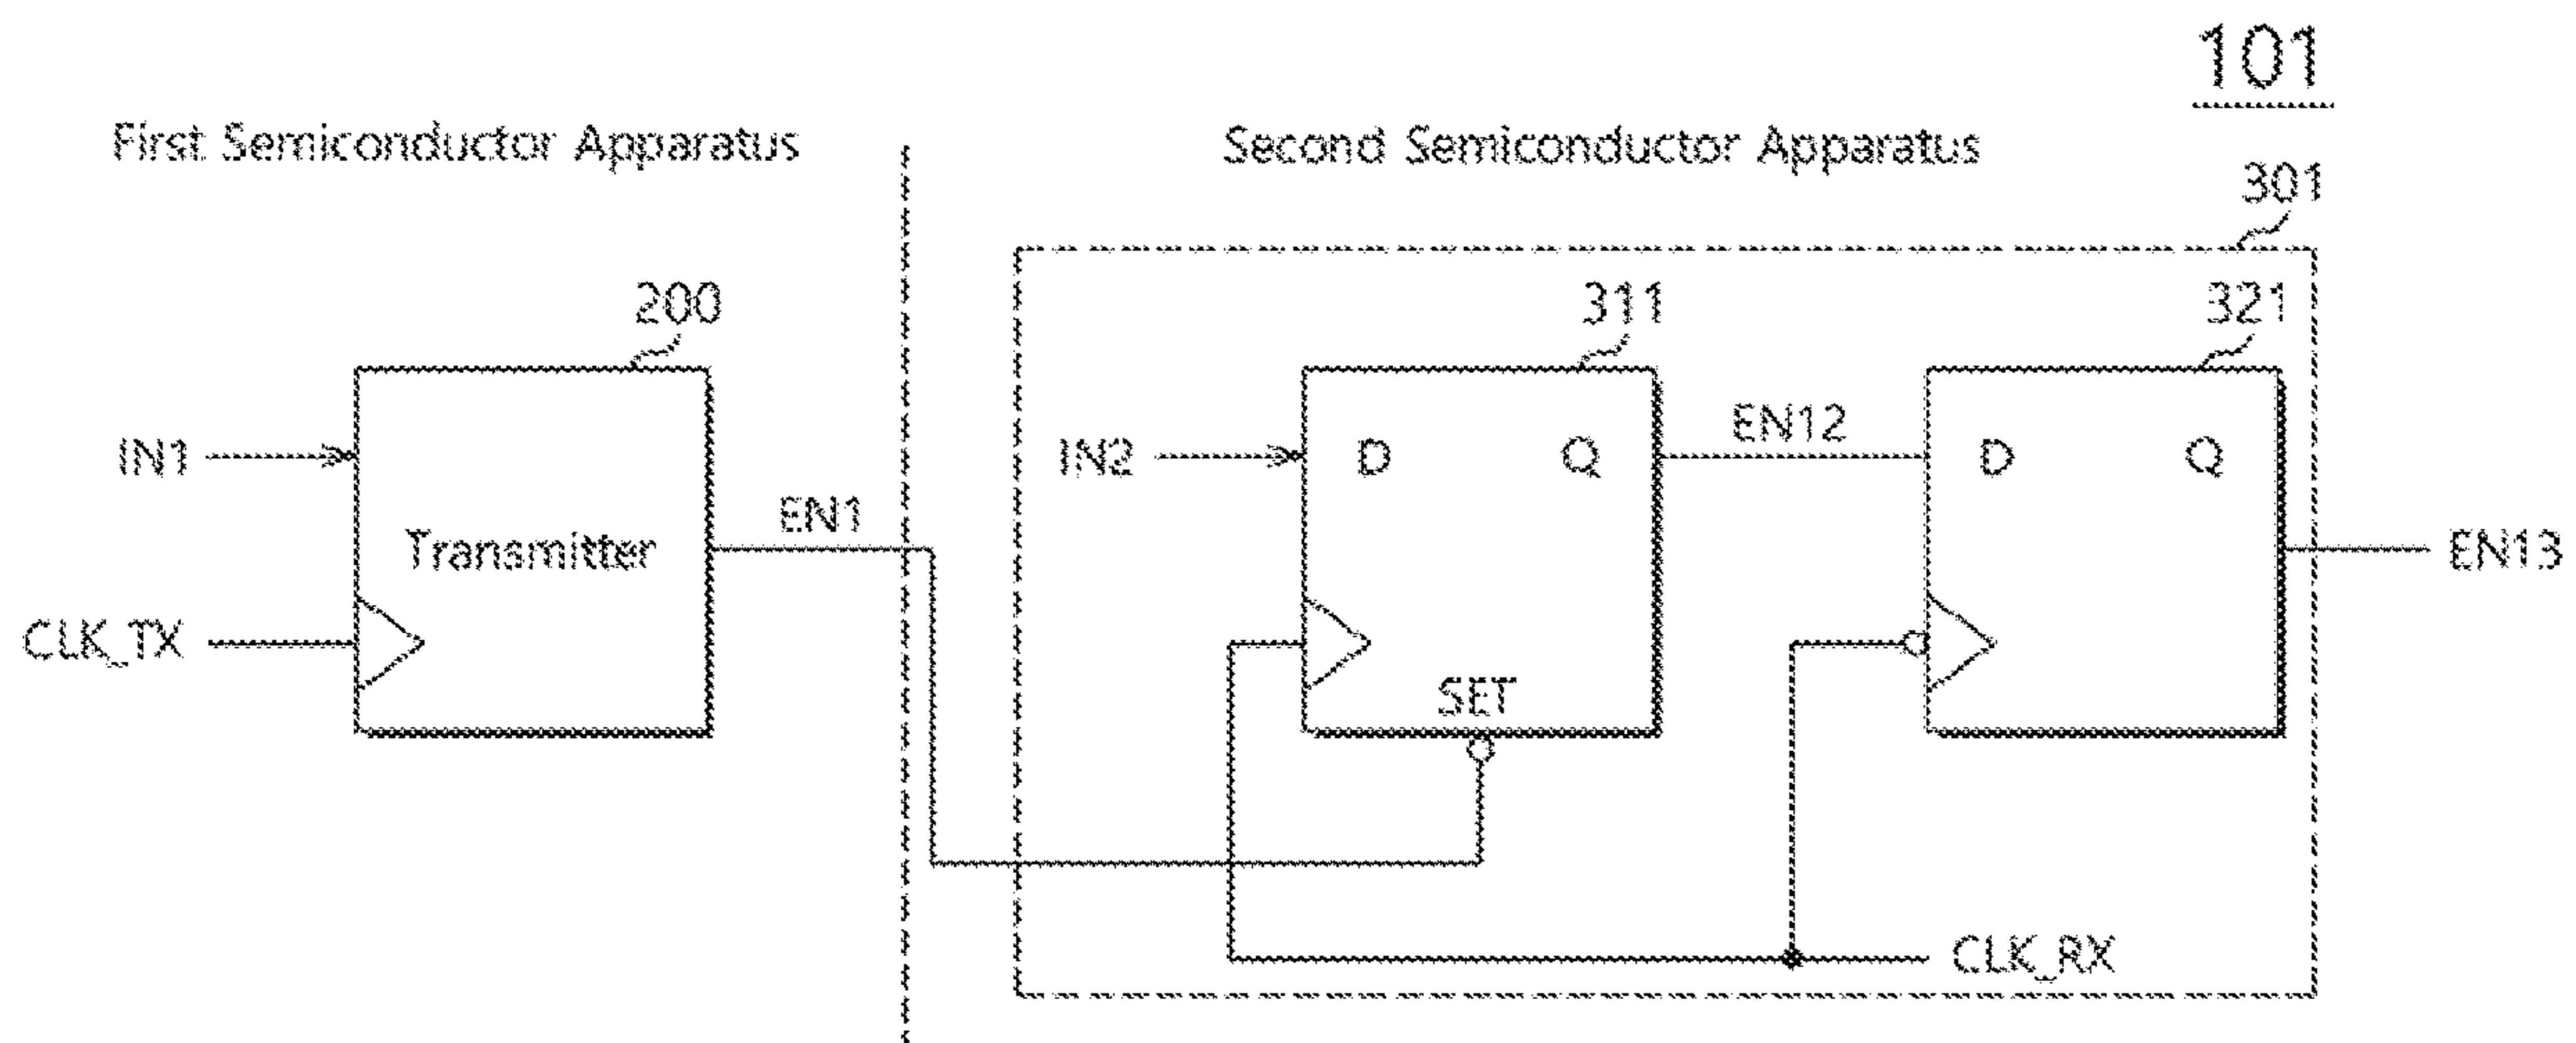 101
First Semiconductor Apparatus
Second Semiconductor Apparatus
301
200
311
321
IN1
EN1
Transmitter
CLK_TX
IN2
D
Q
EN12
D
Q
EN13
SET
CLK_RX